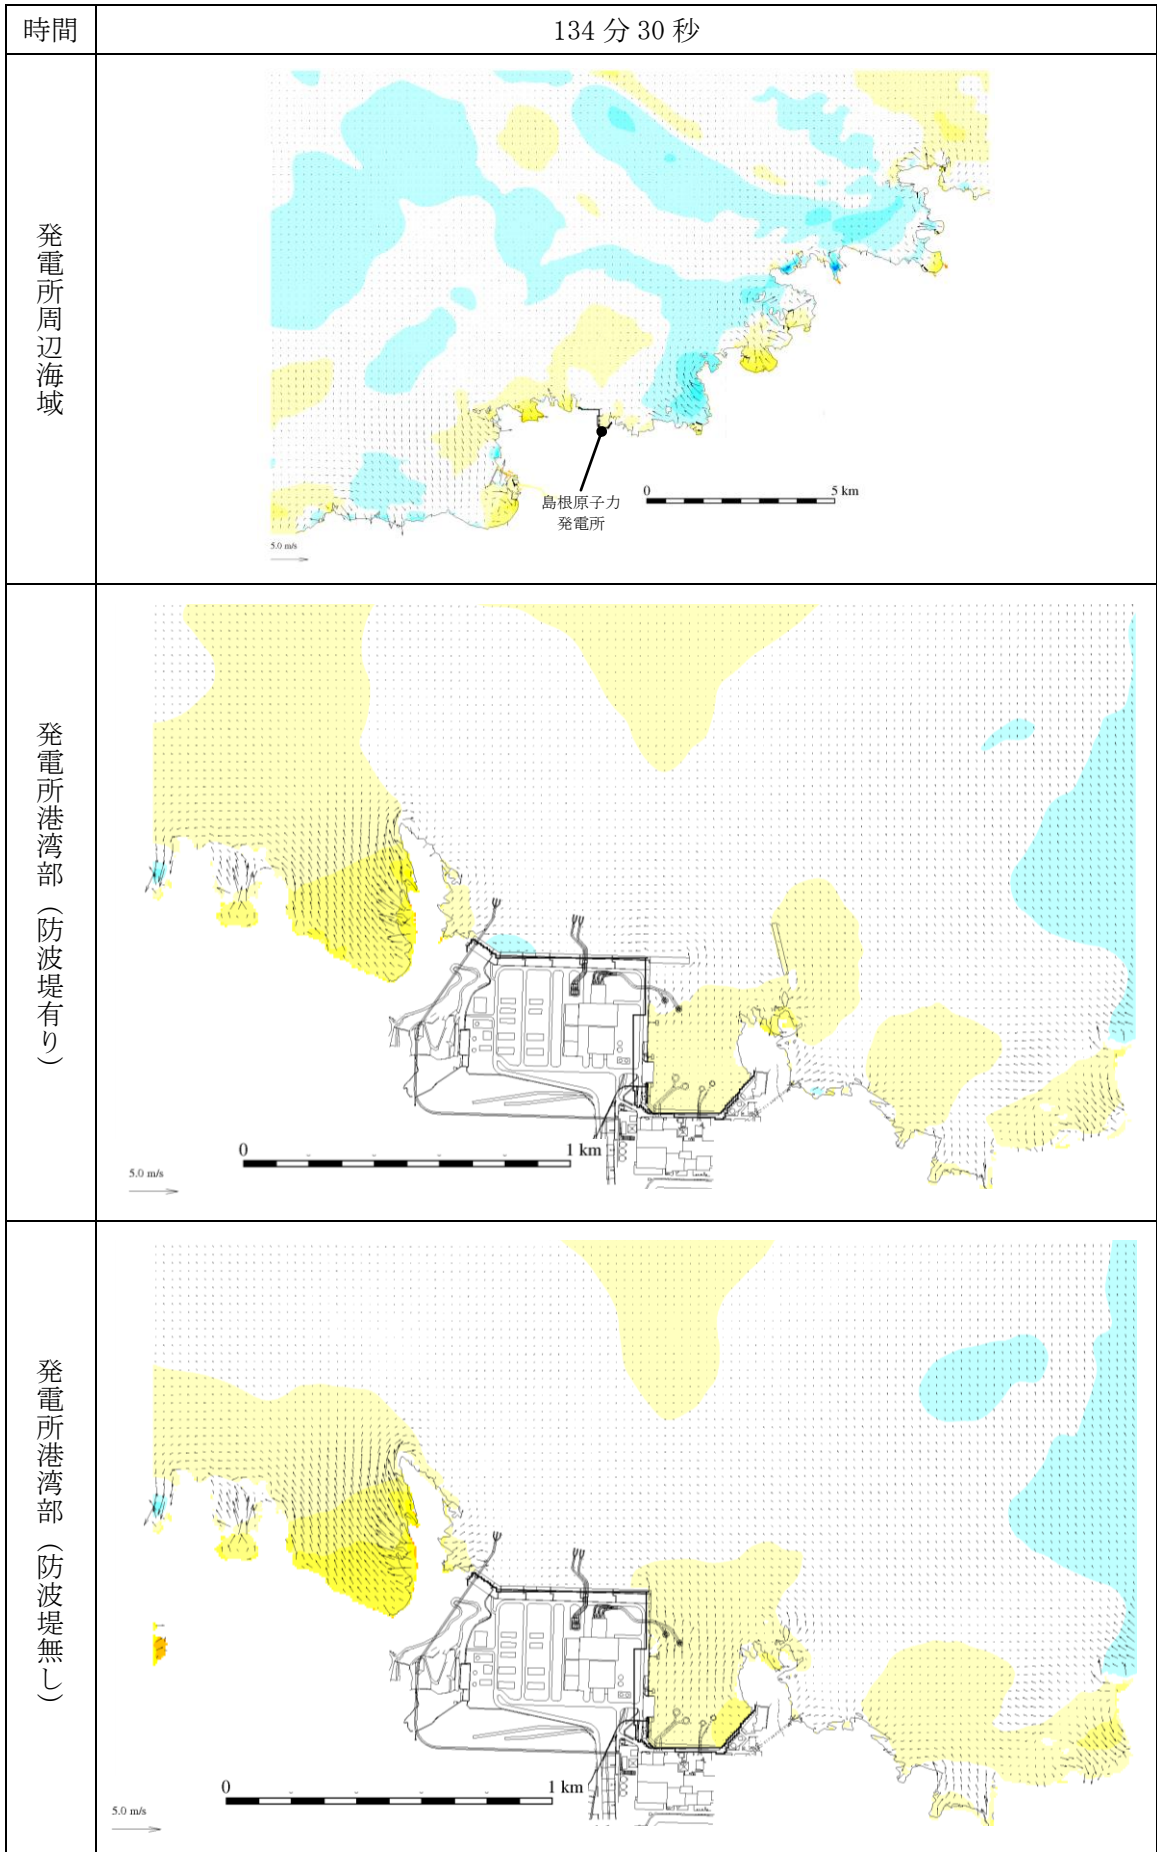 時間
134 分 30 秒
発電所周辺海域
島根原子力
発電所
0 5 km
5.0 m/s
発電所港湾部（防波堤有り）
0 1 km
5.0 m/s
発電所港湾部（防波堤無し）
0 1 km
5.0 m/s